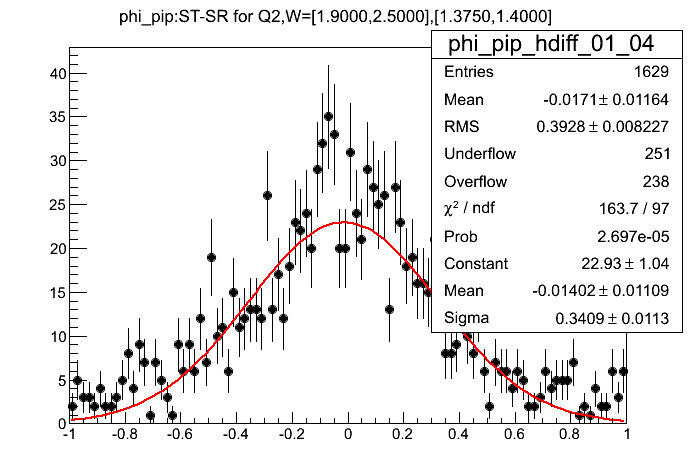 phi_pip:ST-SR for Q2,W=[1.9000,2.5000],[1.3750,1.4000]
phi_pip_hdiff_01_04
Entries 1629
Mean -0.0171± 0.01164
RMS 0.3928 ± 0.008227
Underflow 251
Overflow 238
χ² / ndf 163.7 / 97
Prob 2.697e-05
Constant 22.93 ± 1.04
Mean -0.01402 ± 0.01109
Sigma 0.3409 ± 0.0113
40
35
30
25
20
15
10
5
0
-1 -0.8 -0.6 -0.4 -0.2 0 0.2 0.4 0.6 0.8 1